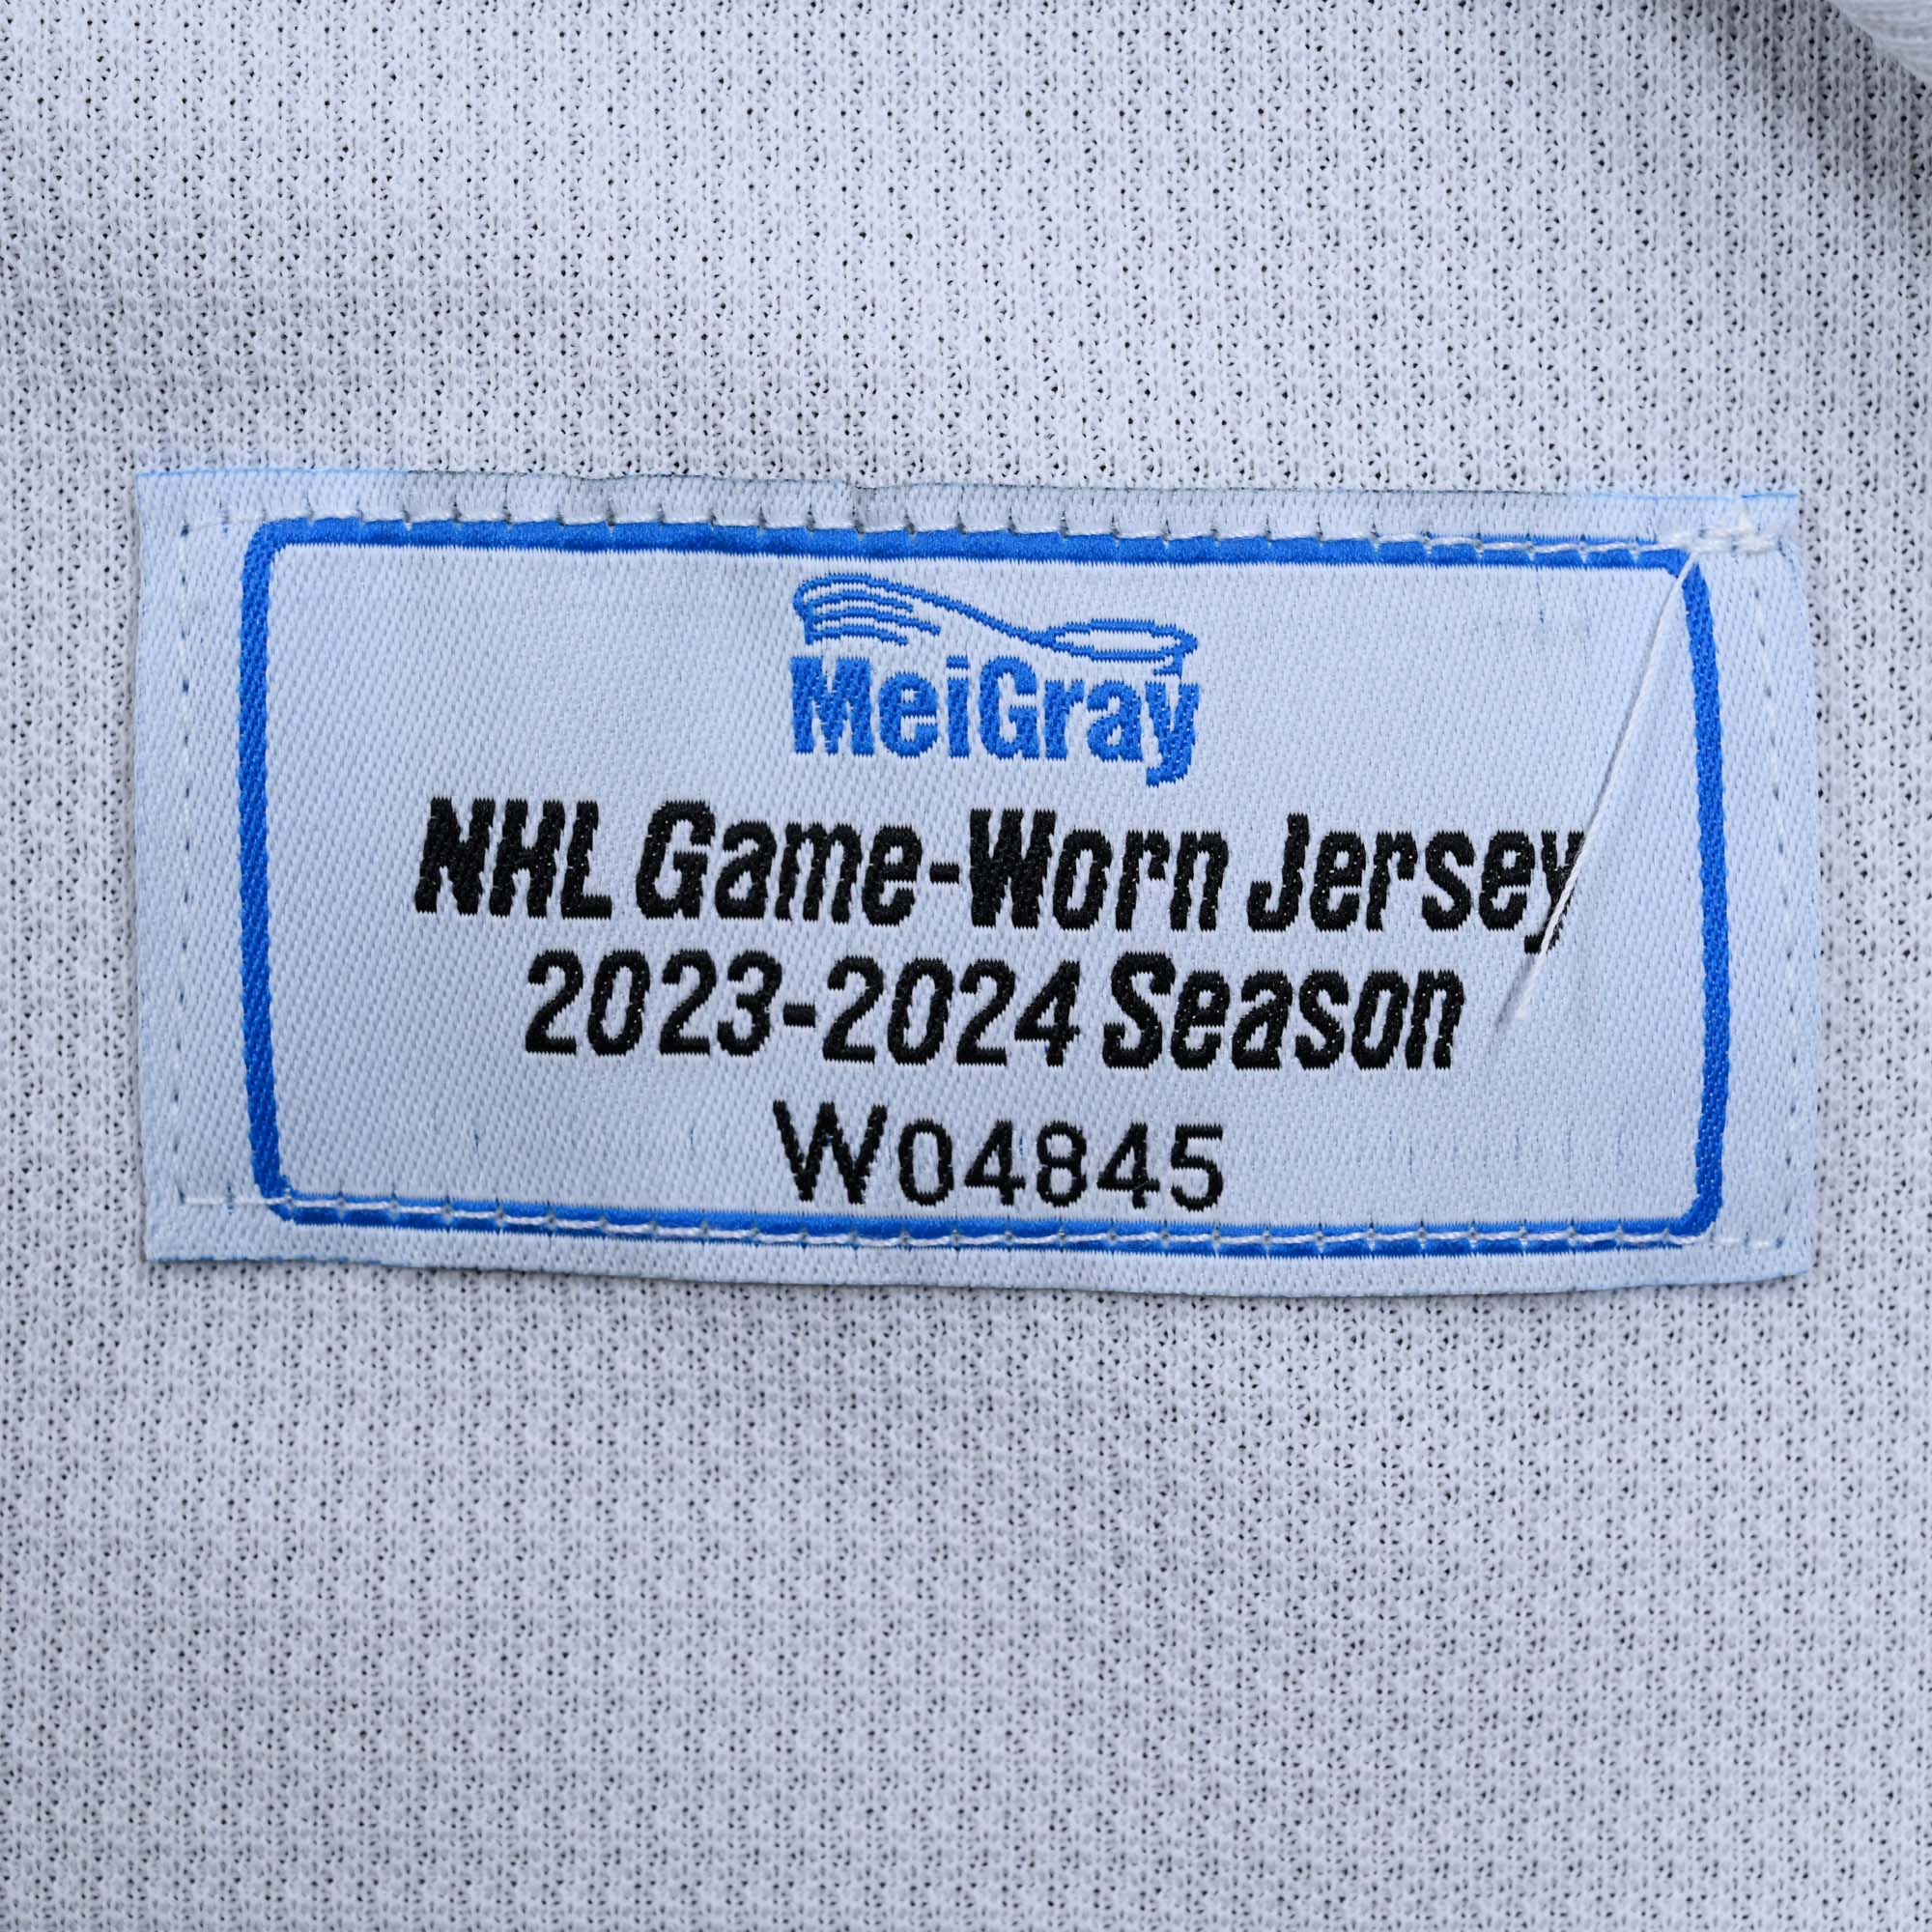 MeiGray
NHL Game-Worn Jersey
2023-2024 Season
W04845